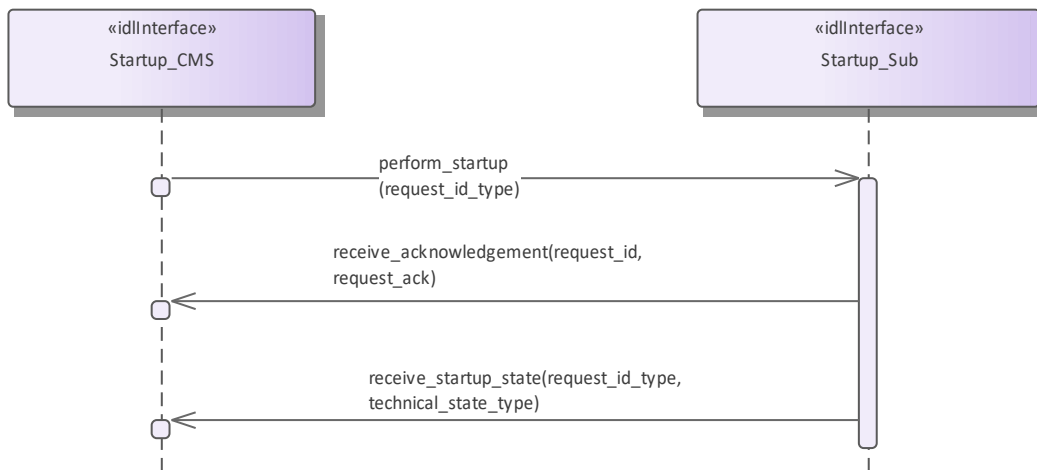 «idlInterface»
Startup_CMS
«idlInterface»
Startup_Sub
perform_startup
(request_id_type)
receive_acknowledgement(request_id,
request_ack)
receive_startup_state(request_id_type,
technical_state_type)